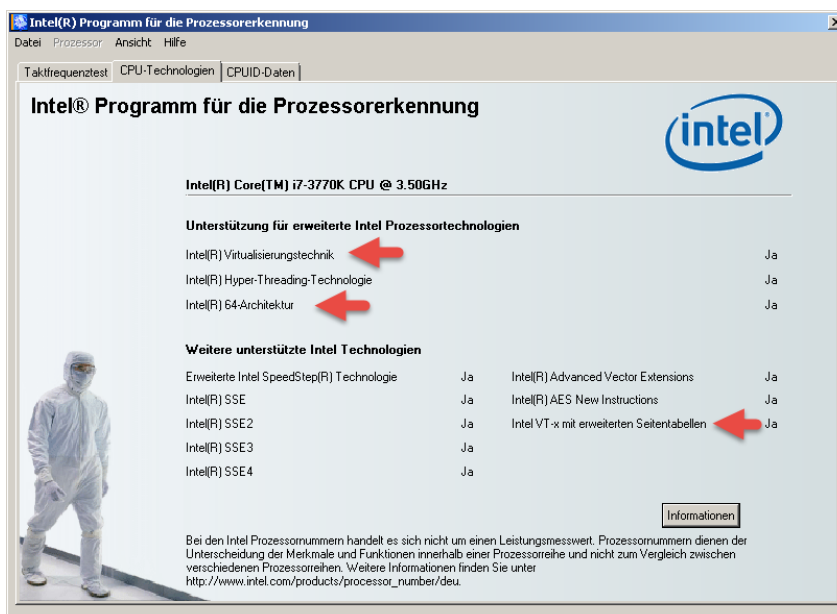 Intel(R) Programm für die Prozessorerkennung
Datei Prozessor Ansicht Hilfe
Taktfrequenztest CPU-Technologien CPUID-Daten
Intel® Programm für die Prozessorerkennung
intel
Intel(R) Core(TM) i7-3770K CPU @ 3.50GHz
Unterstützung für erweiterte Intel Prozessortechnologien
Intel(R) Virtualisierungstechnik Ja
Intel(R) Hyper-Threading-Technologie Ja
Intel(R) 64-Architektur Ja
Weitere unterstützte Intel Technologien
Erweiterte Intel SpeedStep(R) Technologie Ja Intel(R) Advanced Vector Extensions Ja
Intel(R) SSE Ja Intel(R) AES New Instructions Ja
Intel(R) SSE2 Ja Intel VT-x mit erweiterten Seitentabellen Ja
Intel(R) SSE3 Ja
Intel(R) SSE4 Ja
Informationen
Bei den Intel Prozessornummern handelt es sich nicht um einen Leistungsmesswert. Prozessornummern dienen der
Unterscheidung der Merkmale und Funktionen innerhalb einer Prozessorreihe und nicht zum Vergleich zwischen
verschiedenen Prozessorreihen. Weitere Informationen finden Sie unter
http://www.intel.com/products/processor_number/deu.